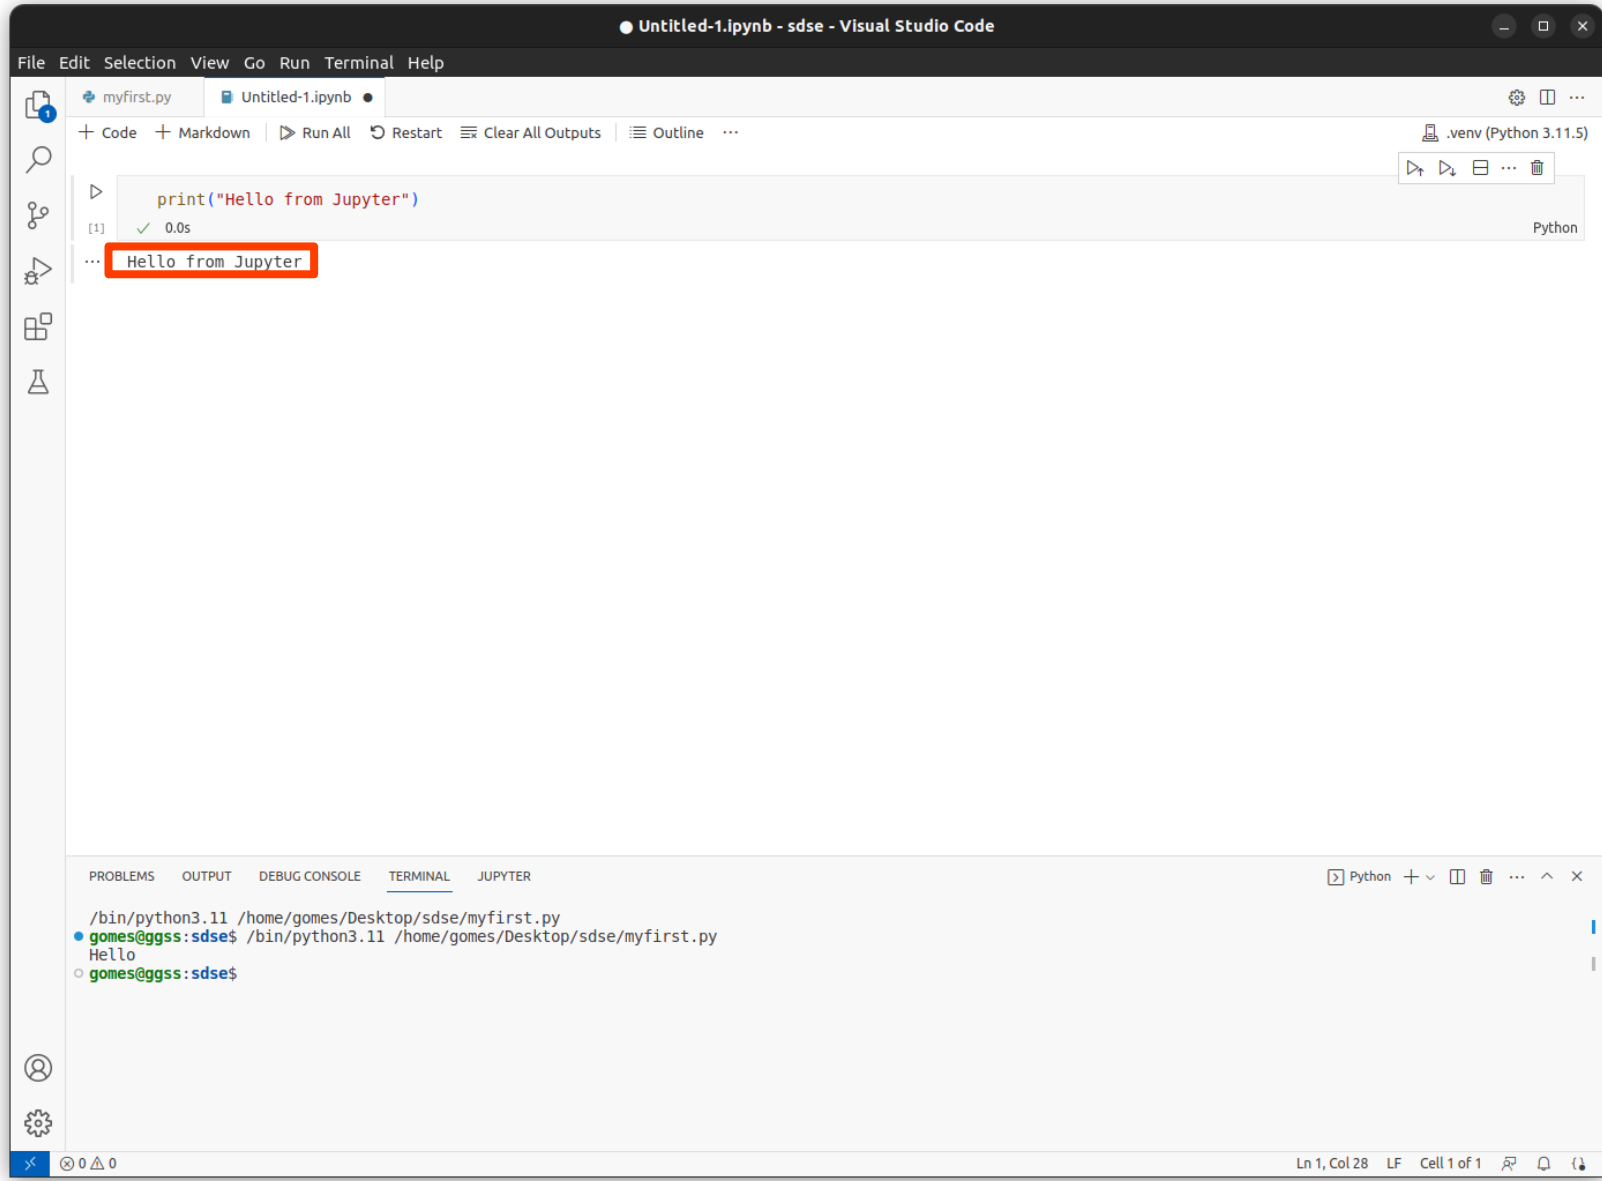 ● Untitled-1.ipynb - sdse - Visual Studio Code
File Edit Selection View Go Run Terminal Help
1
myfirst.py Untitled-1.ipynb ●
+ Code + Markdown Run All Restart Clear All Outputs Outline ··· .venv (Python 3.11.5)
print("Hello from Jupyter")
[1] ✓ 0.0s Python
··· Hello from Jupyter
PROBLEMS OUTPUT DEBUG CONSOLE TERMINAL JUPYTER Python
/bin/python3.11 /home/gomes/Desktop/sdse/myfirst.py
gomes@ggss:sdse$ /bin/python3.11 /home/gomes/Desktop/sdse/myfirst.py
Hello
gomes@ggss:sdse$
0 0 Ln 1, Col 28 LF Cell 1 of 1